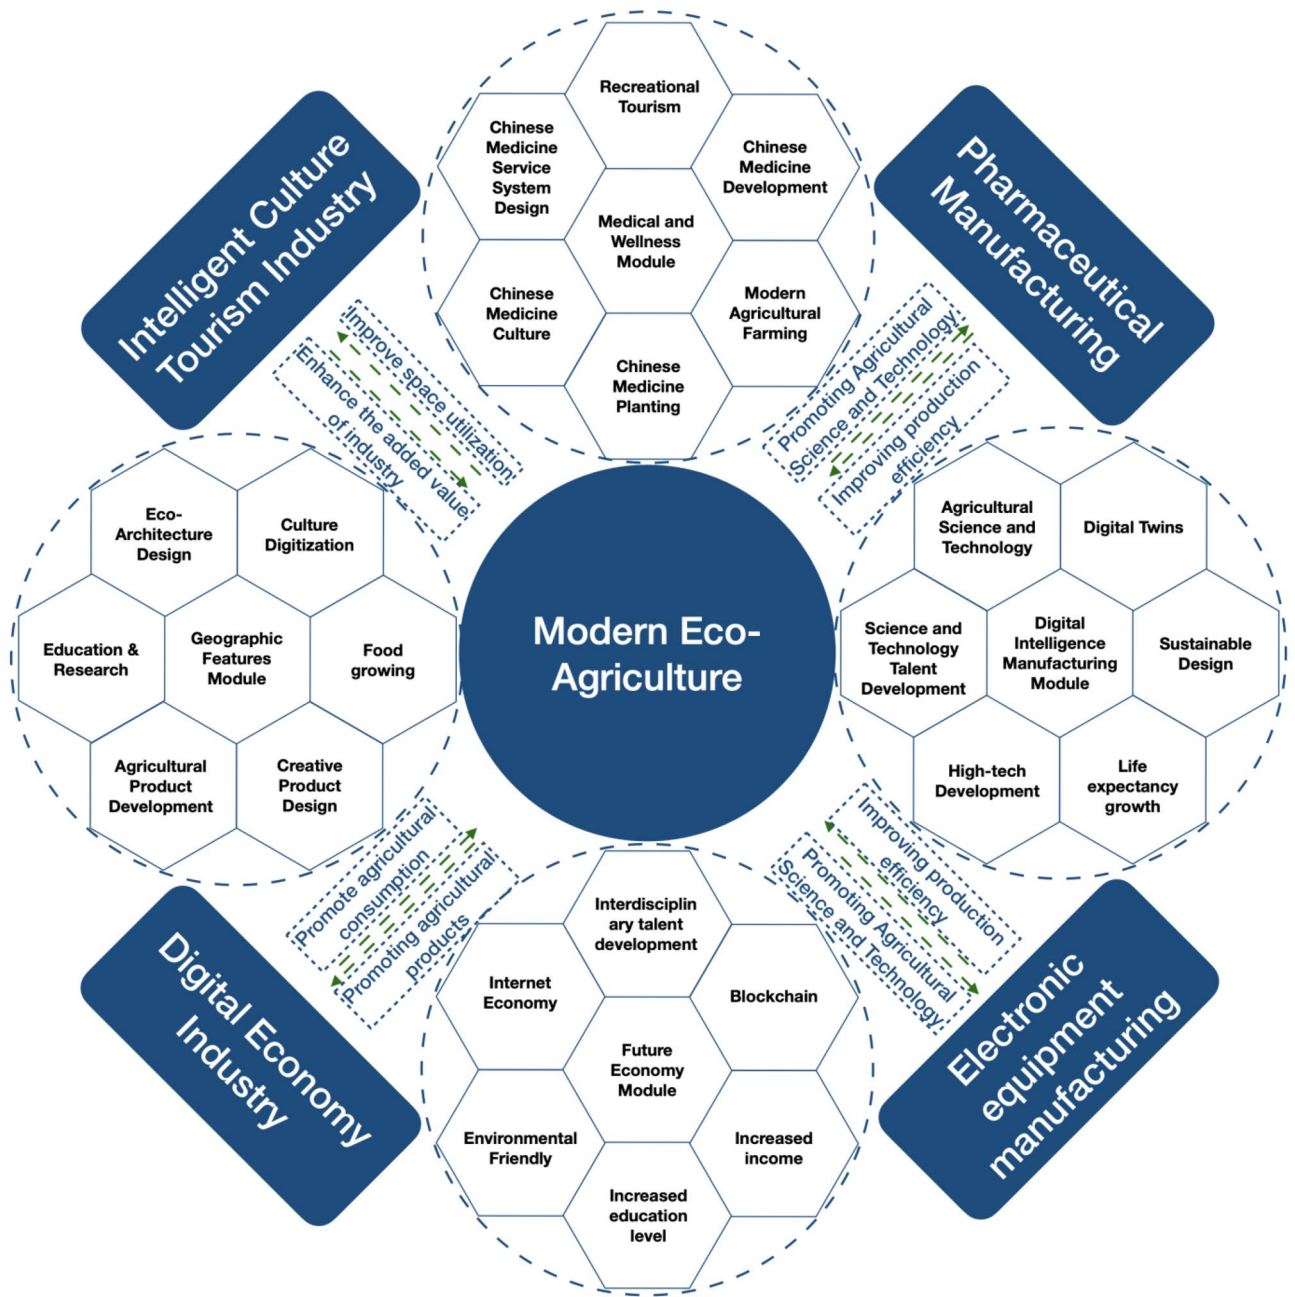 Recreational
Tourism
Chinese
Medicine
Service
System
Design
Chinese
Medicine
Development
Medical and
Wellness
Module
Chinese
Medicine
Culture
Modern
Agricultural
Farming
Chinese
Medicine
Planting
Intelligent Culture
Tourism Industry
Pharmaceutical
Manufacturing
Improve space utilization
Enhance the added value
of industry
Promoting Agricultural
Science and Technology
Improving production
efficiency
Eco-
Architecture
Design
Culture
Digitization
Education &
Research
Geographic
Features
Module
Food
growing
Agricultural
Product
Development
Creative
Product
Design
Modern Eco-
Agriculture
Agricultural
Science and
Technology
Digital Twins
Science and
Technology
Talent
Development
Digital
Intelligence
Manufacturing
Module
Sustainable
Design
High-tech
Development
Life
expectancy
growth
Promote agricultural
consumption
Promoting agricultural
products
Improving production
efficiency
Promoting Agricultural
Science and Technology
Digital Economy
Industry
Electronic
equipment
manufacturing
Interdisciplin
ary talent
development
Internet
Economy
Blockchain
Future
Economy
Module
Environmental
Friendly
Increased
income
Increased
education
level